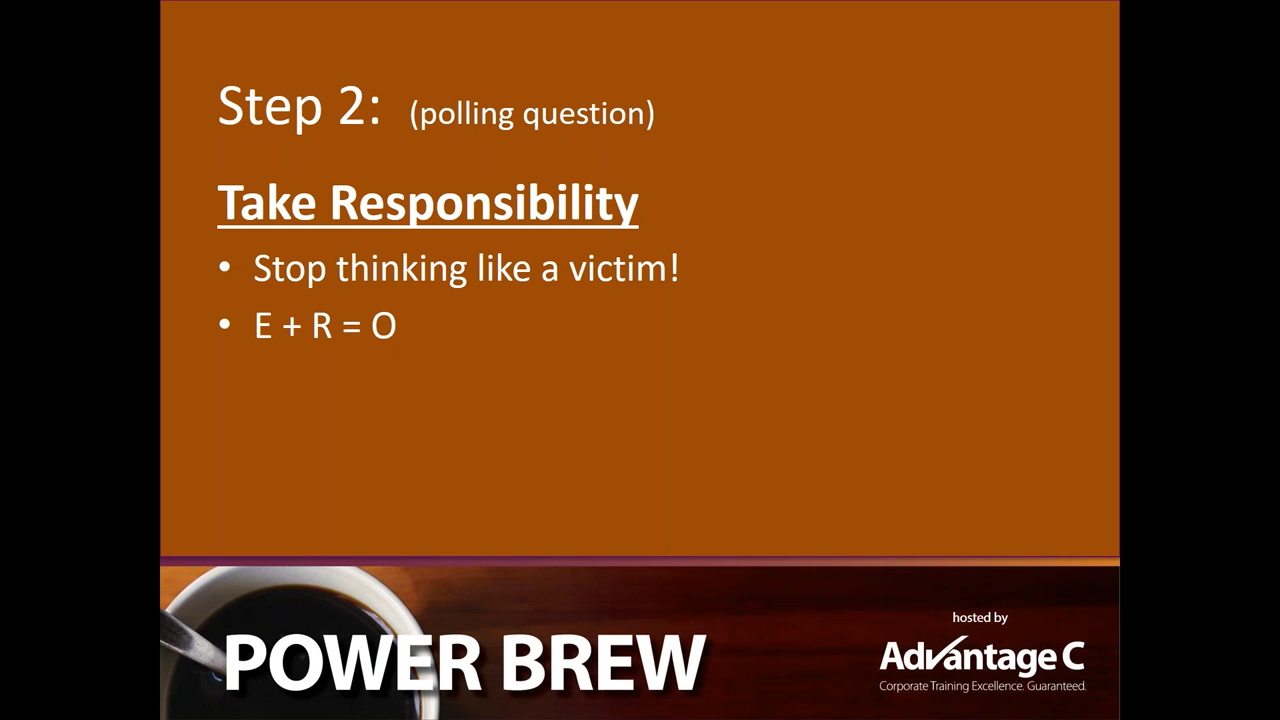 Step 2: (polling question)
Take Responsibility
• Stop thinking like a victim!
• E + R = O
POWER BREW
hosted by
Advantage C
Corporate Training Excellence. Guaranteed.